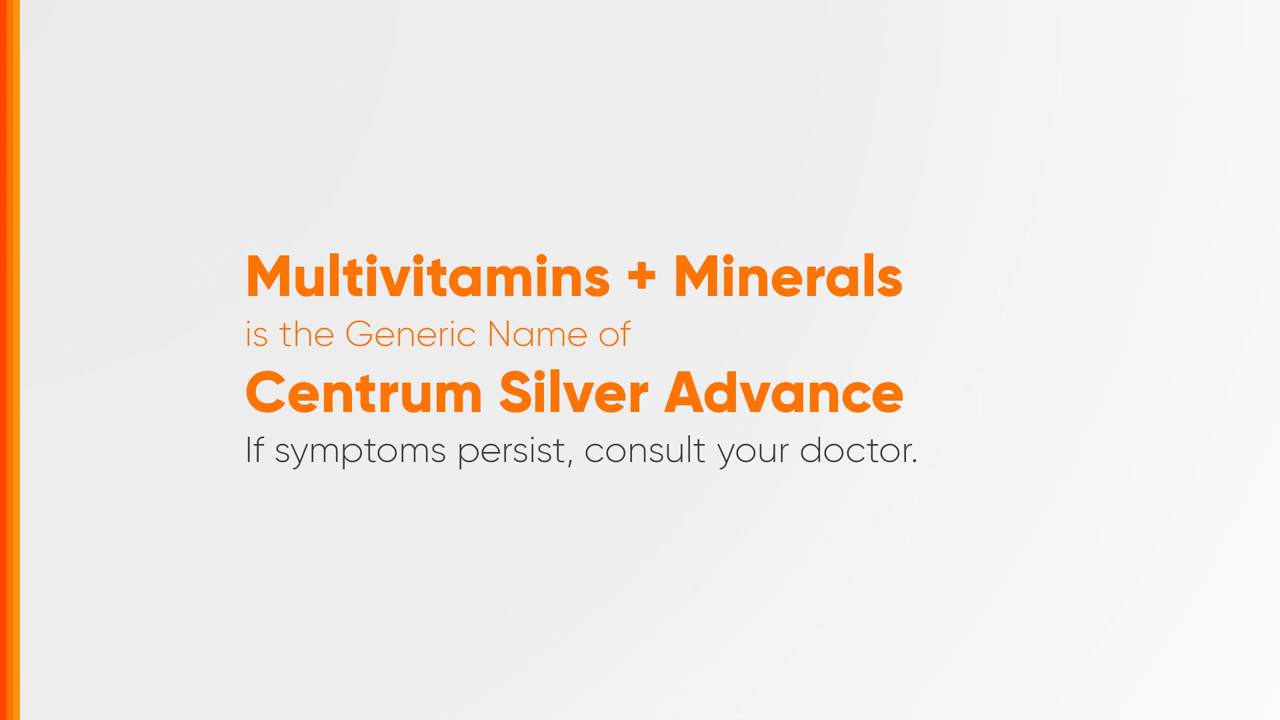 Multivitamins + Minerals
is the Generic Name of
Centrum Silver Advance
If symptoms persist, consult your doctor.